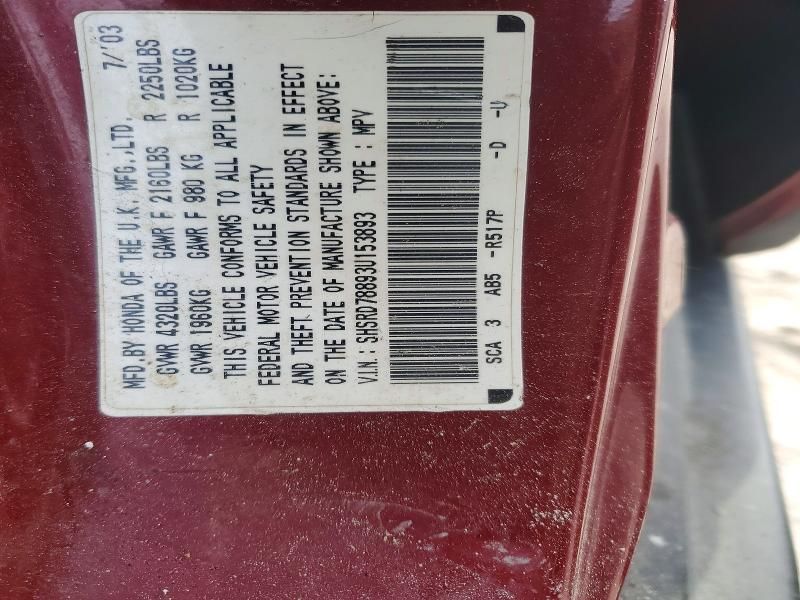 MFD.BY HONDA OF THE U.K. MFG.,LTD. 7/'03
GVWR 4320LBS GAWR F 2160LBS R 2250LBS
GVWR 1960KG GAWR F 980 KG R 1020KG
THIS VEHICLE CONFORMS TO ALL APPLICABLE
FEDERAL MOTOR VEHICLE SAFETY
AND THEFT PREVENTION STANDARDS IN EFFECT
ON THE DATE OF MANUFACTURE SHOWN ABOVE:
V.I.N.: SHSRD78893U153893 TYPE : MPV
SCA 3 AB5 -R517P -D -U